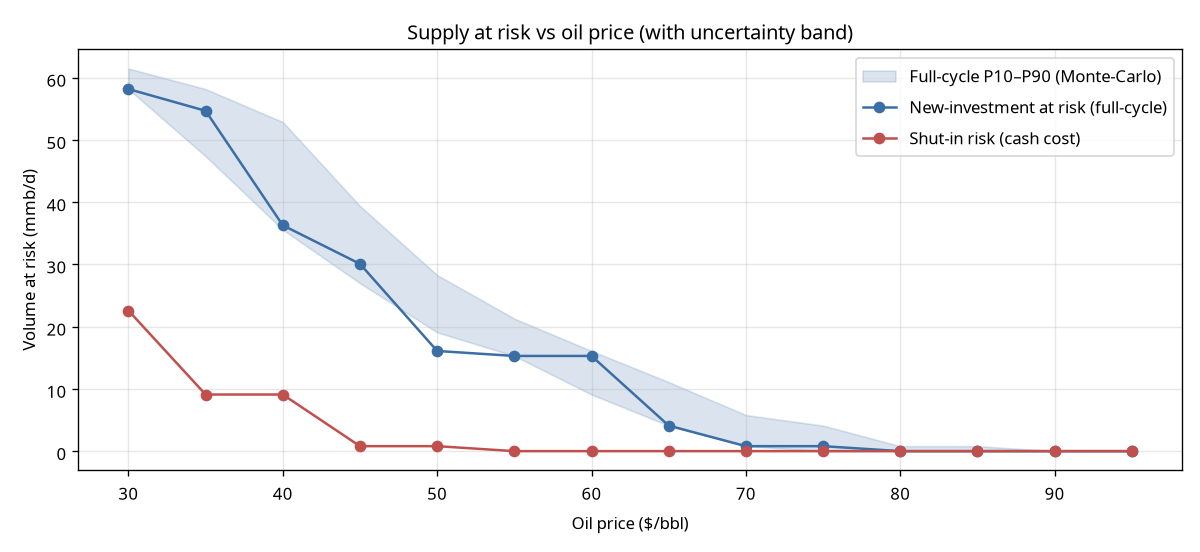 Supply at risk vs oil price (with uncertainty band)
Full-cycle P10–P90 (Monte-Carlo)
New-investment at risk (full-cycle)
Shut-in risk (cash cost)
Volume at risk (mmb/d)
60
50
40
30
20
10
0
30
40
50
60
70
80
90
Oil price ($/bbl)